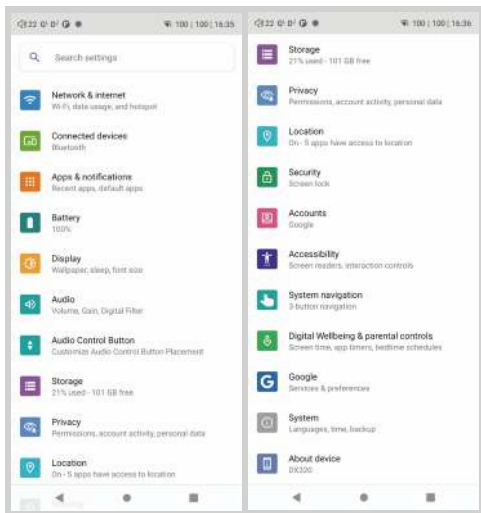 22
100 | 100 | 16:35
Search settings
Network & internet
Wi-Fi, data usage, and hotspot
Connected devices
Bluetooth
Apps & notifications
Recent apps, default apps
Battery
100%
Display
Wallpaper, sleep, font size
Audio
Volume, Gain, Digital Filter
Audio Control Button
Customize Audio Control Button Placement
Storage
21% used - 101 GB free
Privacy
Permissions, account activity, personal data
Location
On - 5 apps have access to location
22
100 | 100 | 16:36
Storage
21% used - 101 GB free
Privacy
Permissions, account activity, personal data
Location
On - 5 apps have access to location
Security
Screen lock
Accounts
Google
Accessibility
Screen readers, interaction controls
System navigation
3-button navigation
Digital Wellbeing & parental controls
Screen time, app timers, bedtime schedules
Google
Services & preferences
System
Languages, time, backup
About device
DX320